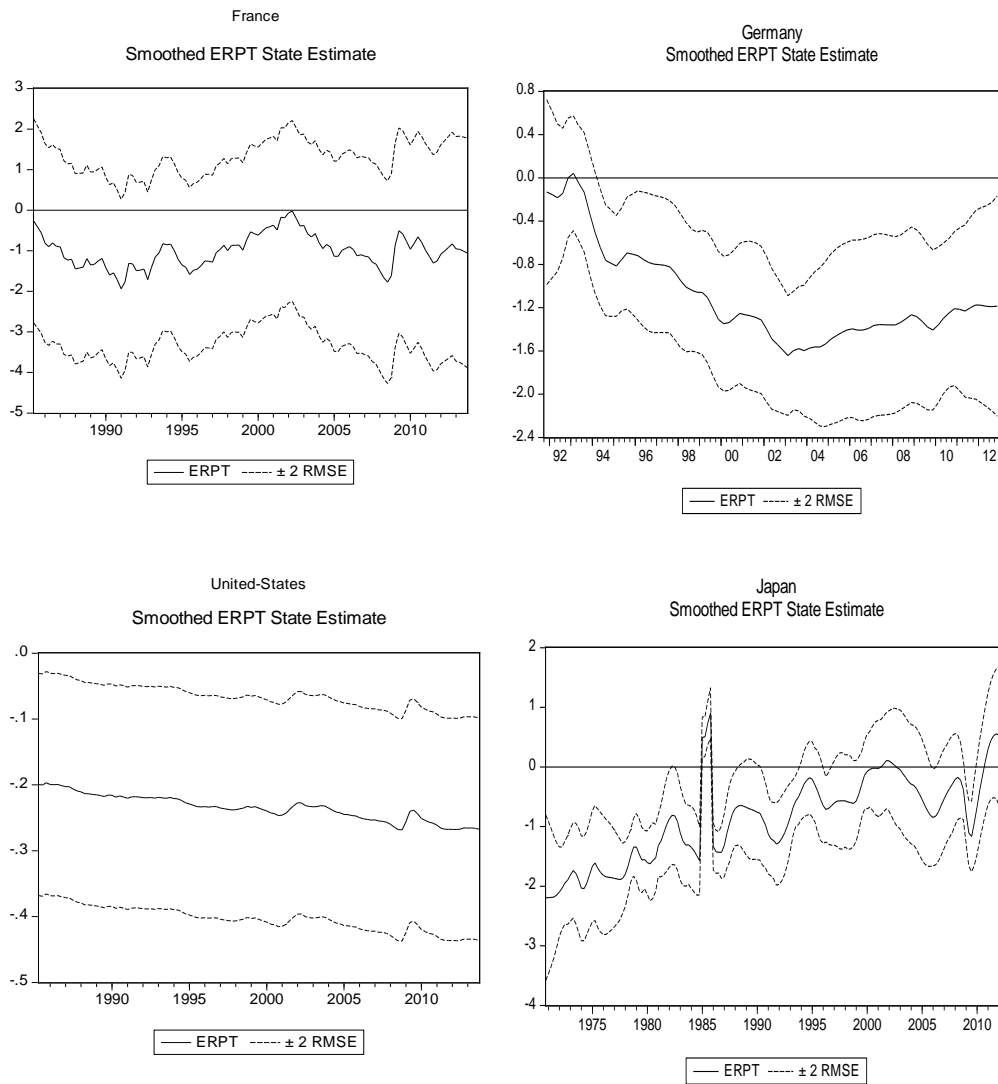 France
Smoothed ERPT State Estimate
3
2
1
0
-1
-2
-3
-4
-5
1990 1995 2000 2005 2010
ERPT ± 2 RMSE
Germany
Smoothed ERPT State Estimate
0.8
0.4
0.0
-0.4
-0.8
-1.2
-1.6
-2.0
-2.4
92 94 96 98 00 02 04 06 08 10 12
ERPT ± 2 RMSE
United-States
Smoothed ERPT State Estimate
.0
-.1
-.2
-.3
-.4
-.5
1990 1995 2000 2005 2010
ERPT ± 2 RMSE
Japan
Smoothed ERPT State Estimate
2
1
0
-1
-2
-3
-4
1975 1980 1985 1990 1995 2000 2005 2010
ERPT ± 2 RMSE